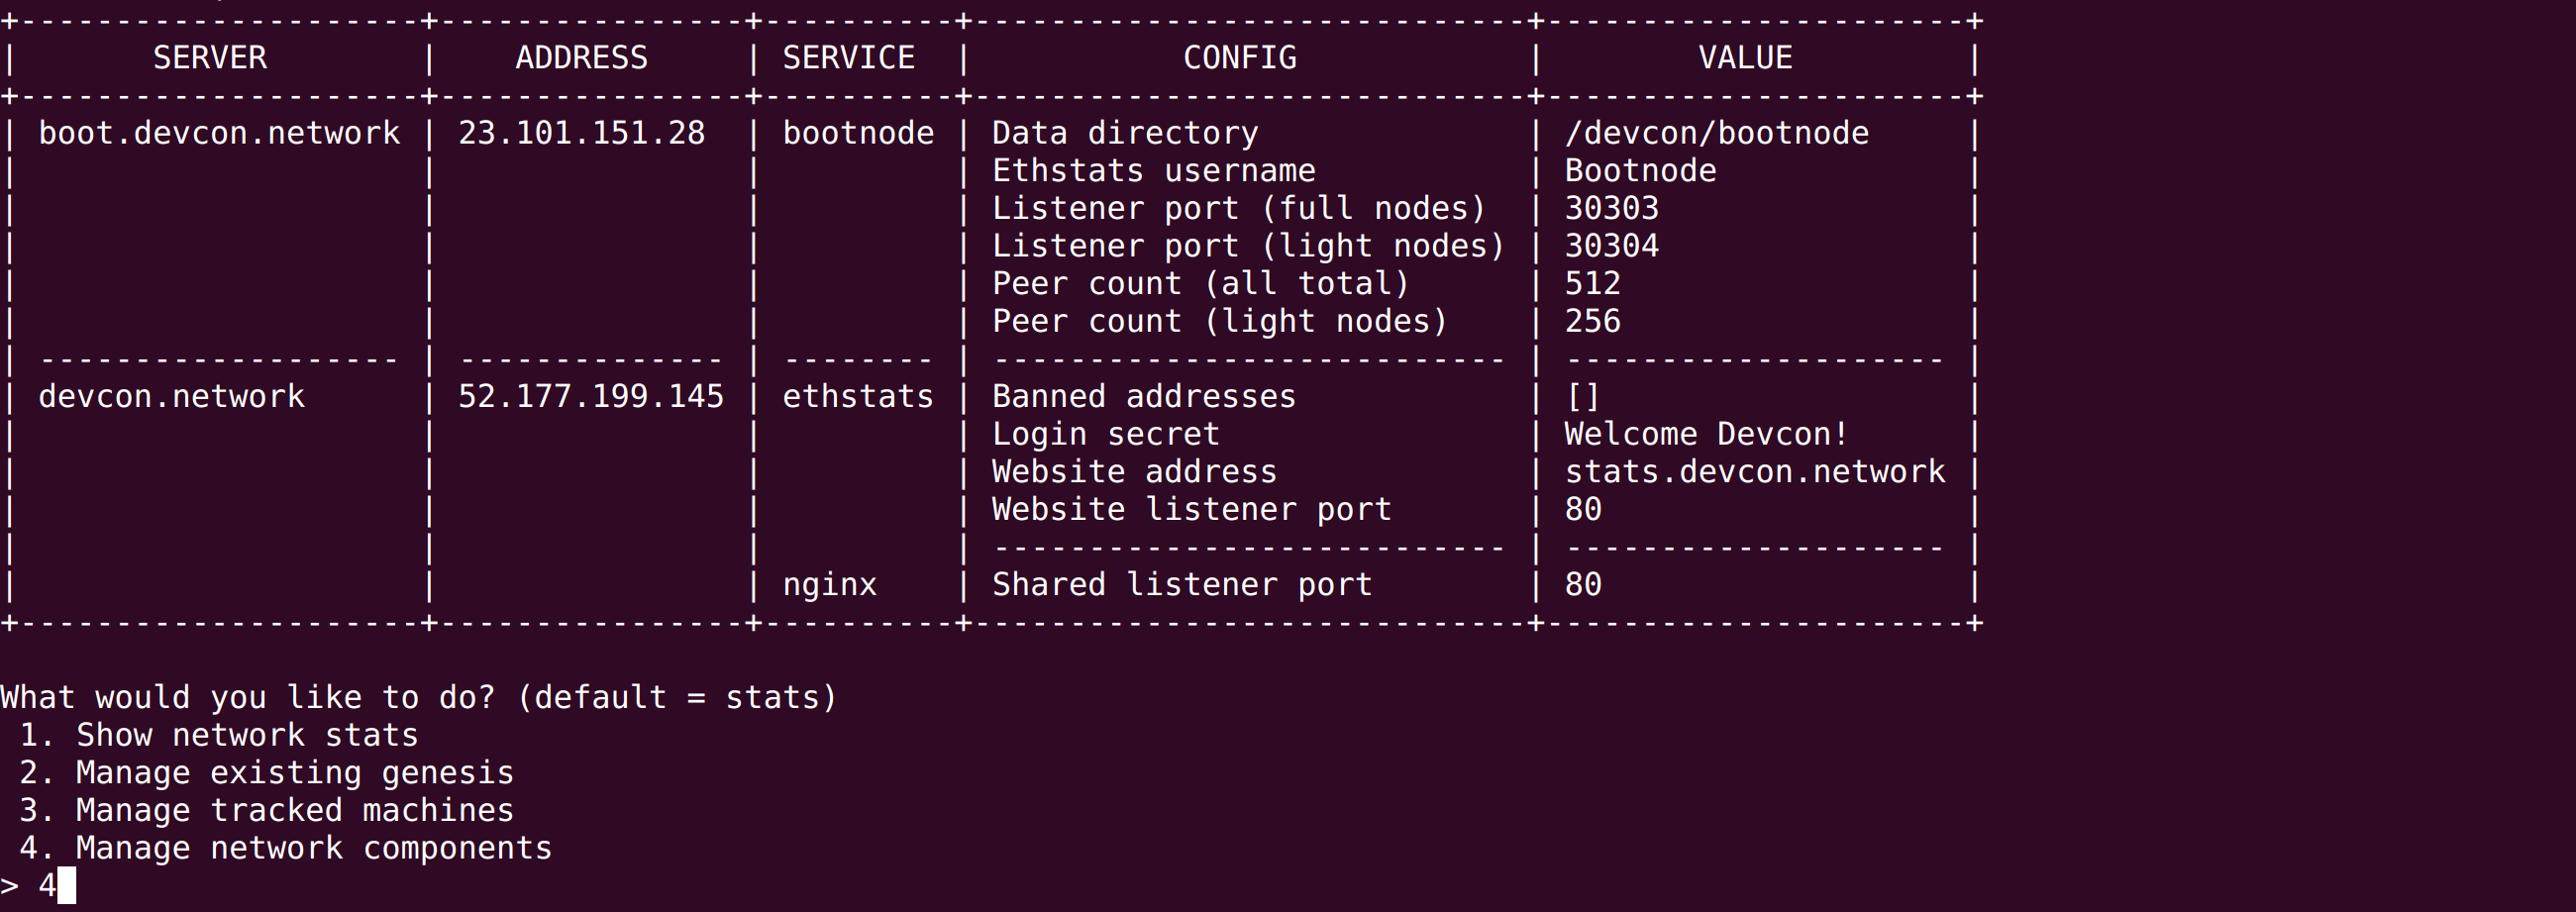 +---------------------+----------------+----------+-----------------------------+----------------------+
|       SERVER        |    ADDRESS     | SERVICE  |           CONFIG            |        VALUE         |
+---------------------+----------------+----------+-----------------------------+----------------------+
| boot.devcon.network | 23.101.151.28  | bootnode | Data directory              | /devcon/bootnode     |
|                     |                |          | Ethstats username           | Bootnode             |
|                     |                |          | Listener port (full nodes)  | 30303                |
|                     |                |          | Listener port (light nodes) | 30304                |
|                     |                |          | Peer count (all total)      | 512                  |
|                     |                |          | Peer count (light nodes)    | 256                  |
| ------------------- | -------------- | -------- | --------------------------- | -------------------- |
| devcon.network      | 52.177.199.145 | ethstats | Banned addresses            | []                   |
|                     |                |          | Login secret                | Welcome Devcon!      |
|                     |                |          | Website address             | stats.devcon.network |
|                     |                |          | Website listener port       | 80                   |
|                     |                |          | --------------------------- | -------------------- |
|                     |                | nginx    | Shared listener port        | 80                   |
+---------------------+----------------+----------+-----------------------------+----------------------+
What would you like to do? (default = stats)
 1. Show network stats
 2. Manage existing genesis
 3. Manage tracked machines
 4. Manage network components
> 4